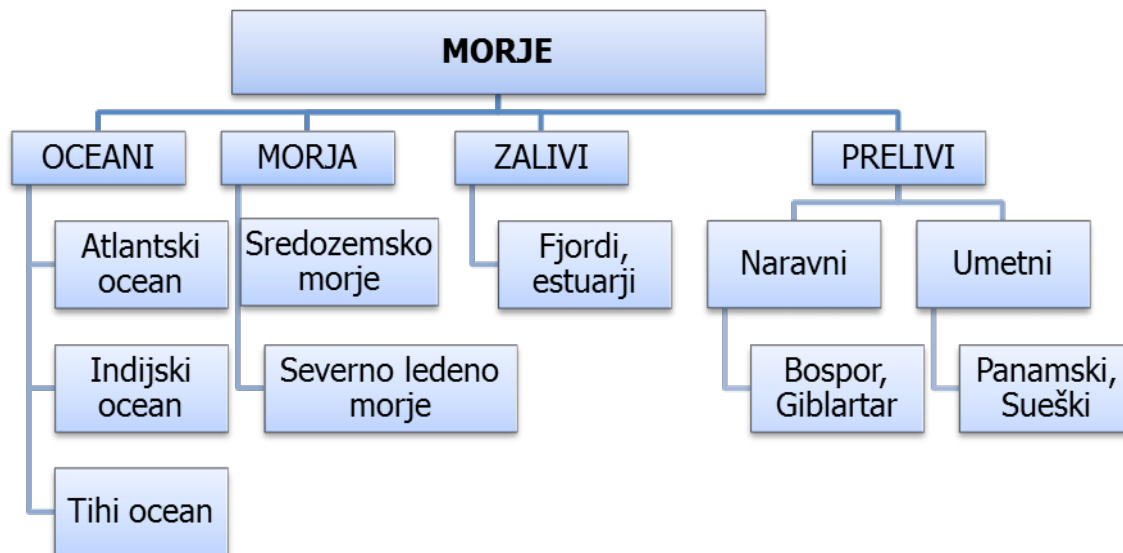 MORJE
OCEANI
MORJA
ZALIVI
PRELIVI
Atlantski
ocean
Indijski
ocean
Tihi ocean
Sredozemsko
morje
Severno ledeno
morje
Fjordi,
estuarji
Naravni
Umetni
Bospor,
Giblartar
Panamski,
Sueški